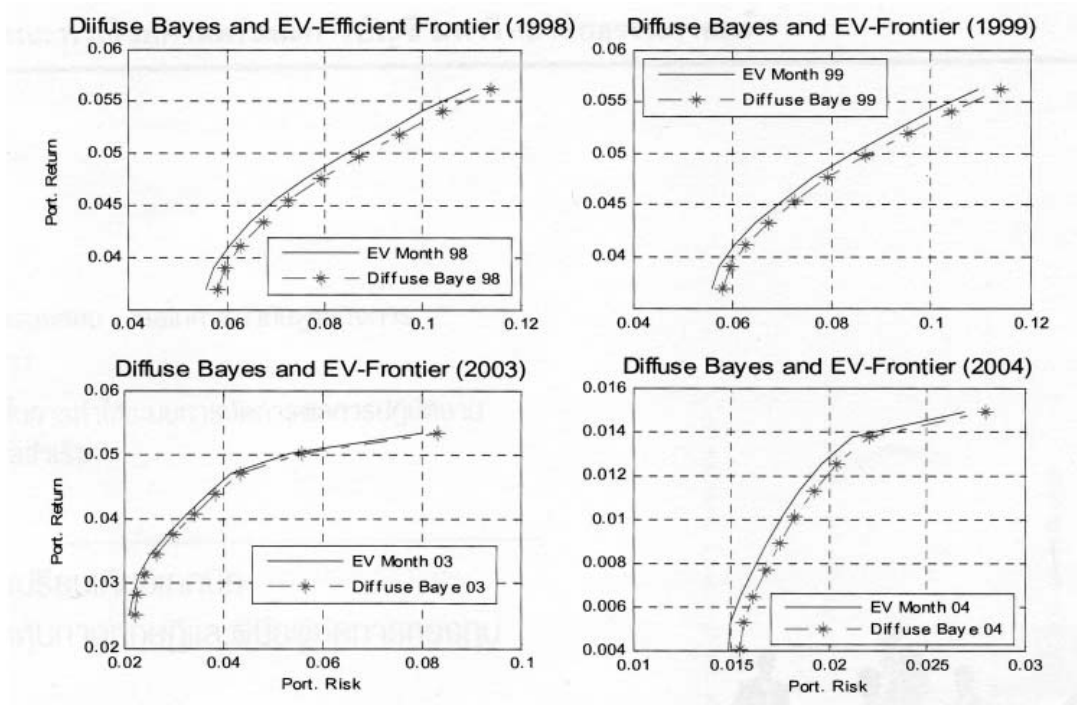 Diffuse Bayes and EV-Efficient Frontier (1998)
0.06
0.055
0.05
0.045
0.04
Port. Return
EV Month 98
Diffuse Baye 98
0.04 0.06 0.08 0.1 0.12
Diffuse Bayes and EV-Frontier (1999)
0.06
0.055
0.05
0.045
0.04
EV Month 99
Diffuse Baye 99
0.04 0.06 0.08 0.1 0.12
Diffuse Bayes and EV-Frontier (2003)
0.06
0.05
0.04
0.03
0.02
Port. Return
EV Month 03
Diffuse Baye 03
0.02 0.04 0.06 0.08 0.1
Port. Risk
Diffuse Bayes and EV-Frontier (2004)
0.016
0.014
0.012
0.01
0.008
0.006
0.004
EV Month 04
Diffuse Baye 04
0.01 0.015 0.02 0.025 0.03
Port. Risk